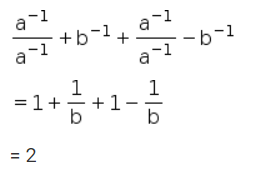 a⁻¹/a⁻¹ + b⁻¹ + a⁻¹/a⁻¹ − b⁻¹
= 1 + 1/b + 1 − 1/b
= 2